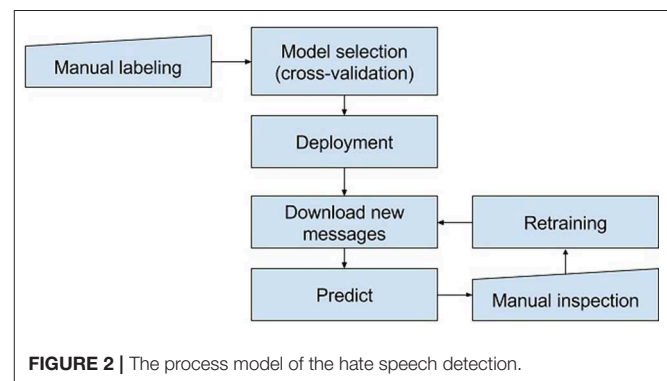 Manual labeling
Model selection
(cross-validation)
Deployment
Download new
messages
Retraining
Predict
Manual inspection
FIGURE 2 | The process model of the hate speech detection.